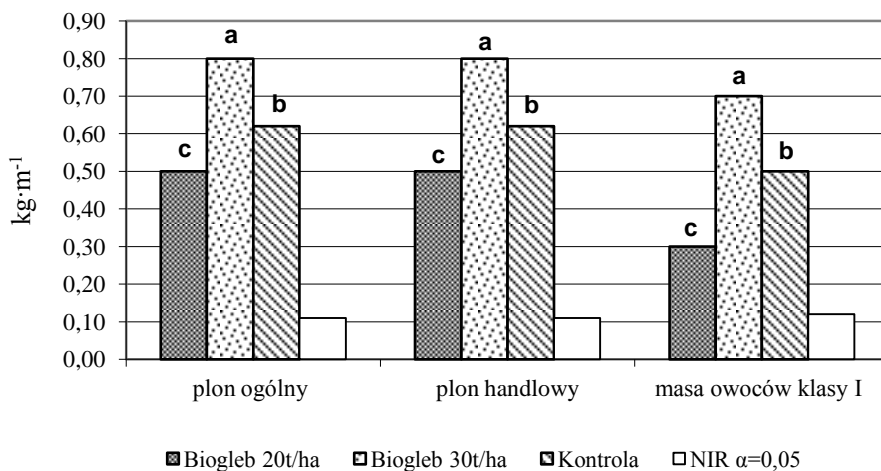 0,90
0,80
0,70
0,60
0,50
0,40
0,30
0,20
0,10
0,00
kg·m-1
a
a
a
b
b
b
c
c
c
plon ogólny
plon handlowy
masa owoców klasy I
Biogleb 20t/ha
Biogleb 30t/ha
Kontrola
NIR α=0,05